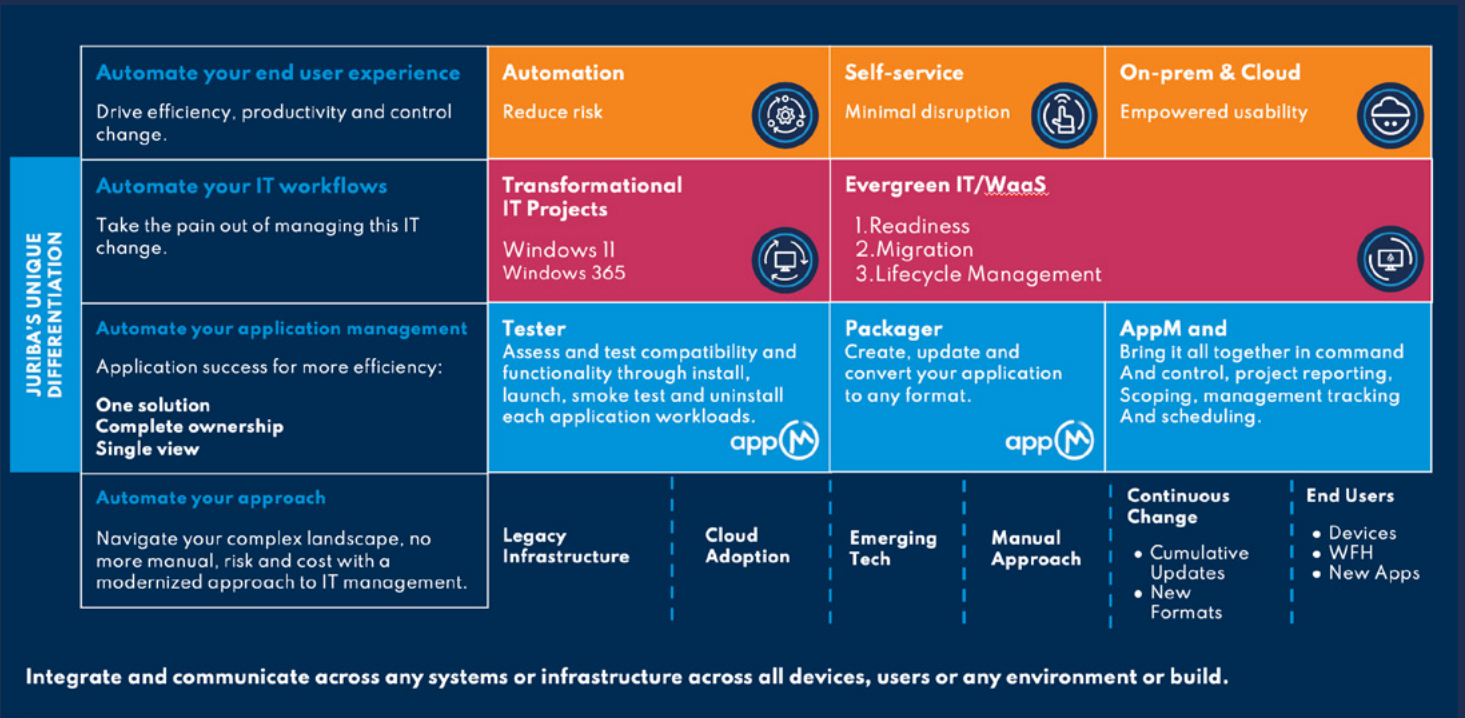 Automate your end user experience
Drive efficiency, productivity and control
change.
Automation
Reduce risk
Self-service
Minimal disruption
On-prem & Cloud
Empowered usability
JURIBA'S UNIQUE
DIFFERENTIATION
Automate your IT workflows
Take the pain out of managing this IT
change.
Transformational
IT Projects
Windows 11
Windows 365
Evergreen IT/WaaS
1.Readiness
2.Migration
3.Lifecycle Management
Automate your application management
Application success for more efficiency:
One solution
Complete ownership
Single view
Tester
Assess and test compatibility and
functionality through install,
launch, smoke test and uninstall
each application workloads.
appM
Packager
Create, update and
convert your application
to any format.
appM
AppM and
Bring it all together in command
And control, project reporting,
Scoping, management tracking
And scheduling.
Automate your approach
Navigate your complex landscape, no
more manual, risk and cost with a
modernized approach to IT management.
Legacy
Infrastructure
Cloud
Adoption
Emerging
Tech
Manual
Approach
Continuous
Change
• Cumulative
Updates
• New
Formats
End Users
• Devices
• WFH
• New Apps
Integrate and communicate across any systems or infrastructure across all devices, users or any environment or build.